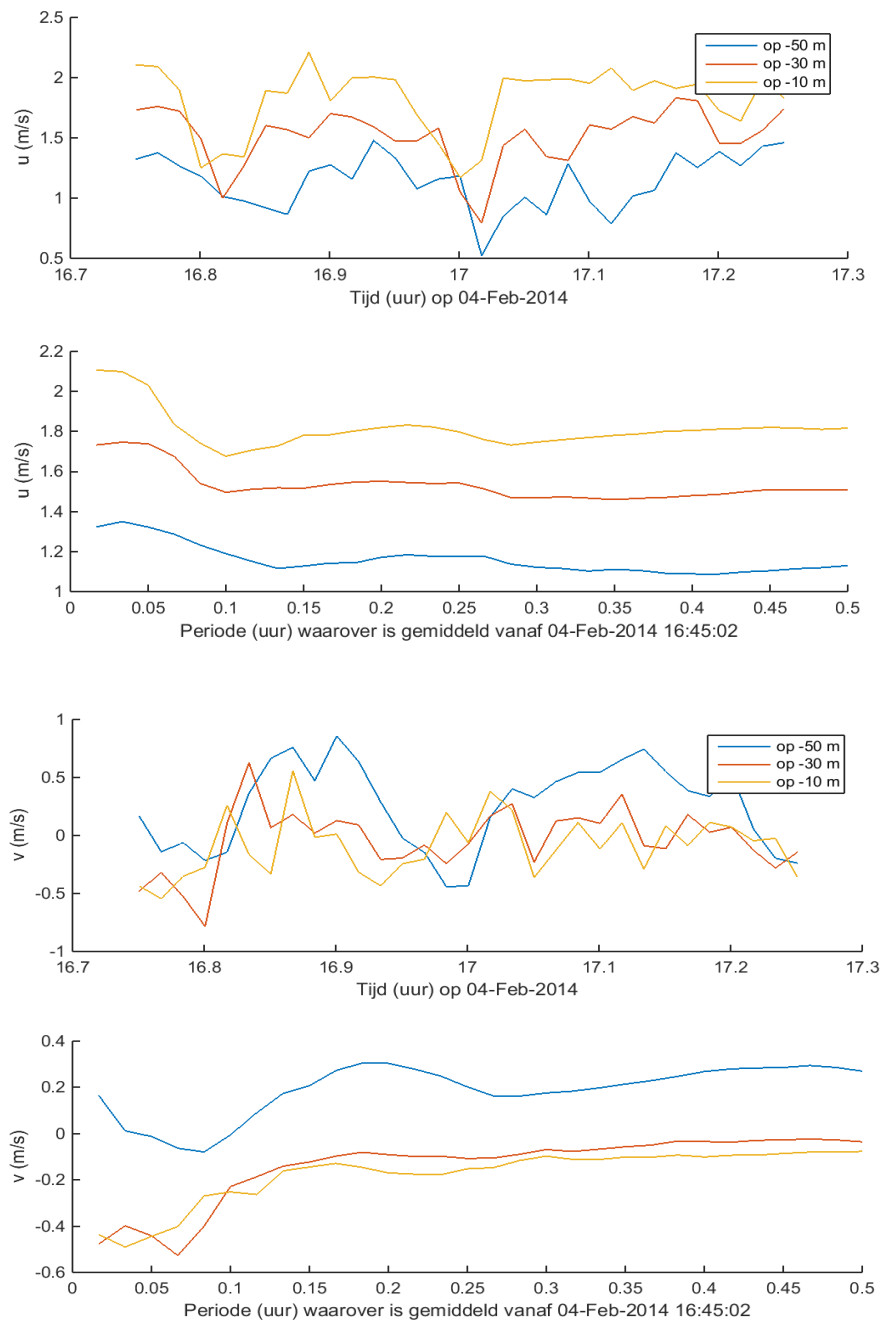 2.5
op -50 m
op -30 m
2
op -10 m
u (m/s)
1.5
1
0.5
16.7 16.8 16.9 17 17.1 17.2 17.3
Tijd (uur) op 04-Feb-2014
2.2
2
1.8
u (m/s)
1.6
1.4
1.2
1
0 0.05 0.1 0.15 0.2 0.25 0.3 0.35 0.4 0.45 0.5
Periode (uur) waarover is gemiddeld vanaf 04-Feb-2014 16:45:02
1
op -50 m
op -30 m
0.5
op -10 m
v (m/s)
0
-0.5
-1
16.7 16.8 16.9 17 17.1 17.2 17.3
Tijd (uur) op 04-Feb-2014
0.4
0.2
0
v (m/s)
-0.2
-0.4
-0.6
0 0.05 0.1 0.15 0.2 0.25 0.3 0.35 0.4 0.45 0.5
Periode (uur) waarover is gemiddeld vanaf 04-Feb-2014 16:45:02